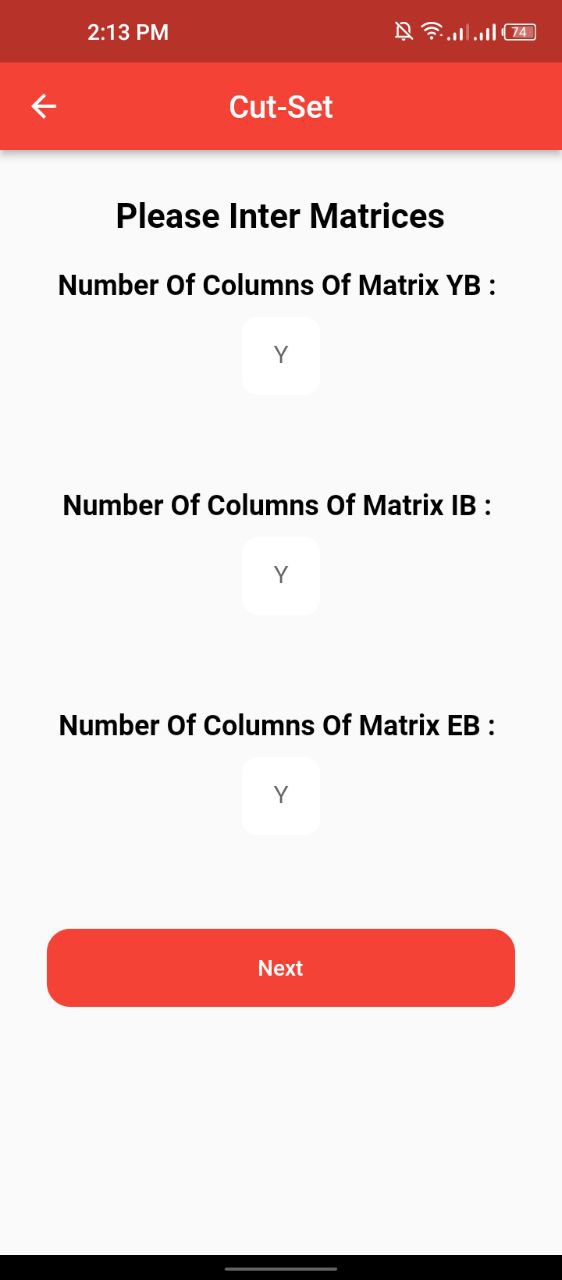 2:13 PM 74
Cut-Set
Please Inter Matrices
Number Of Columns Of Matrix YB :
Y
Number Of Columns Of Matrix IB :
Y
Number Of Columns Of Matrix EB :
Y
Next